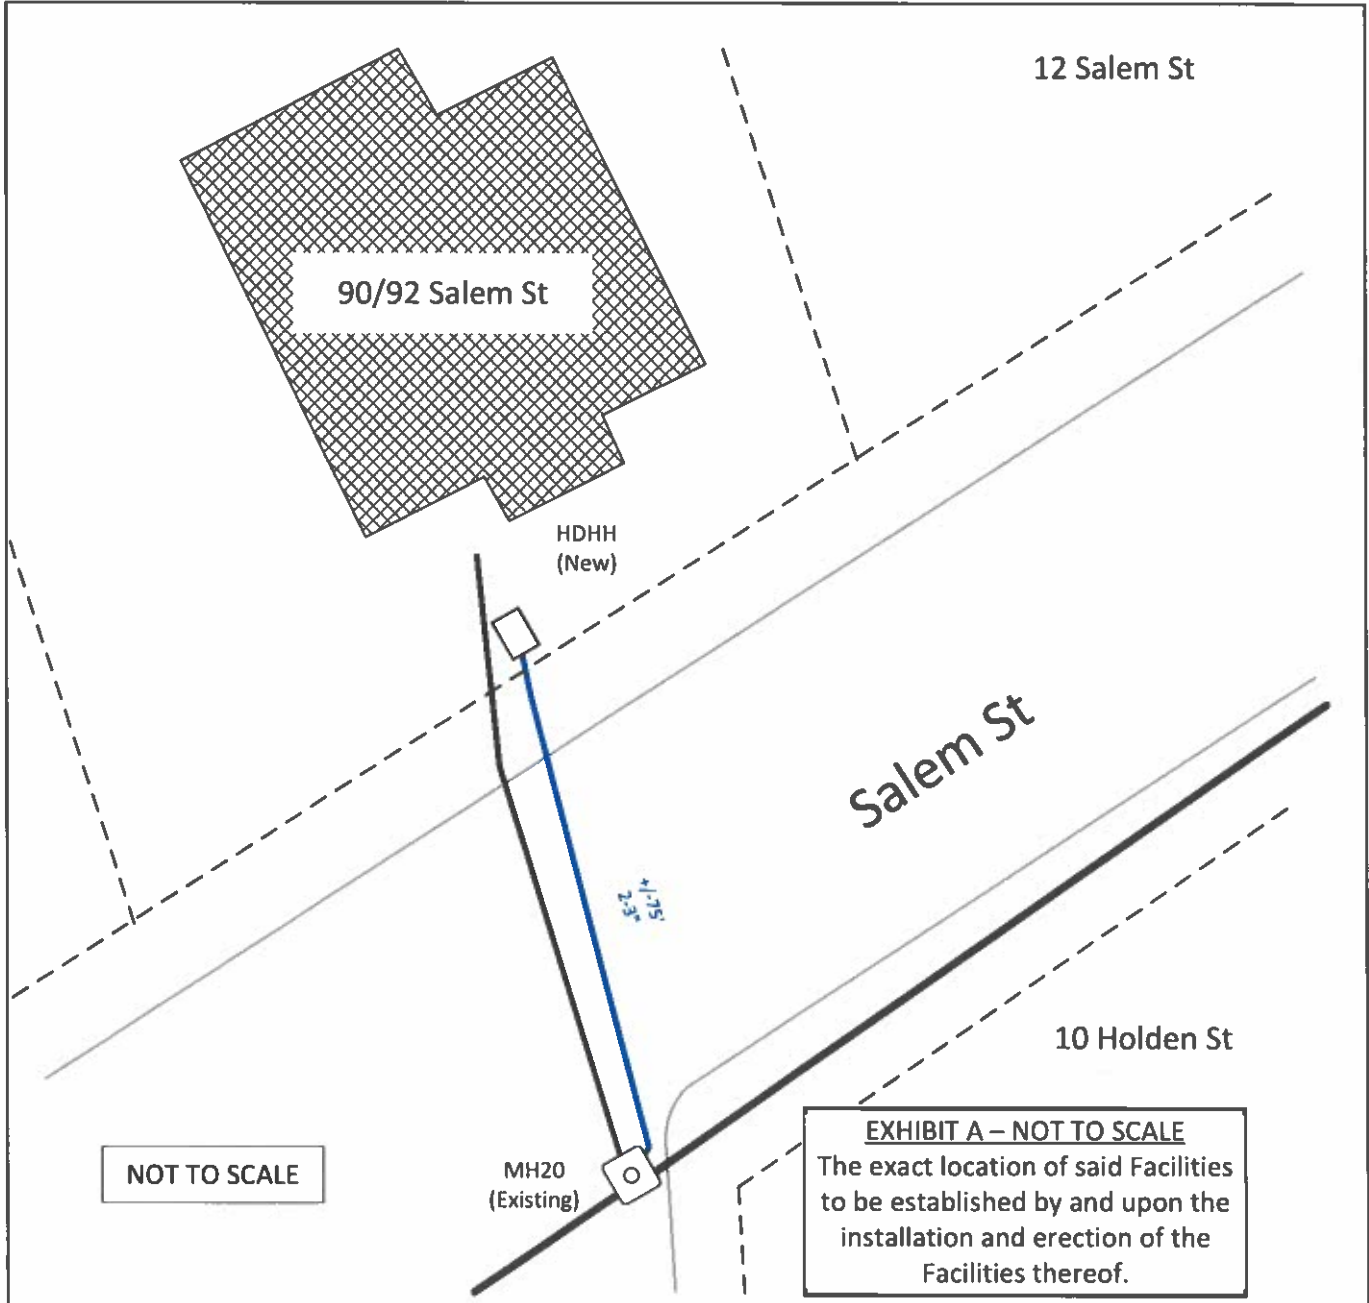 12 Salem St
90/92 Salem St
HDHH
(New)
Salem St
+/-75'
2-3"
10 Holden St
NOT TO SCALE
MH20
(Existing)
EXHIBIT A – NOT TO SCALE
The exact location of said Facilities
to be established by and upon the
installation and erection of the
Facilities thereof.